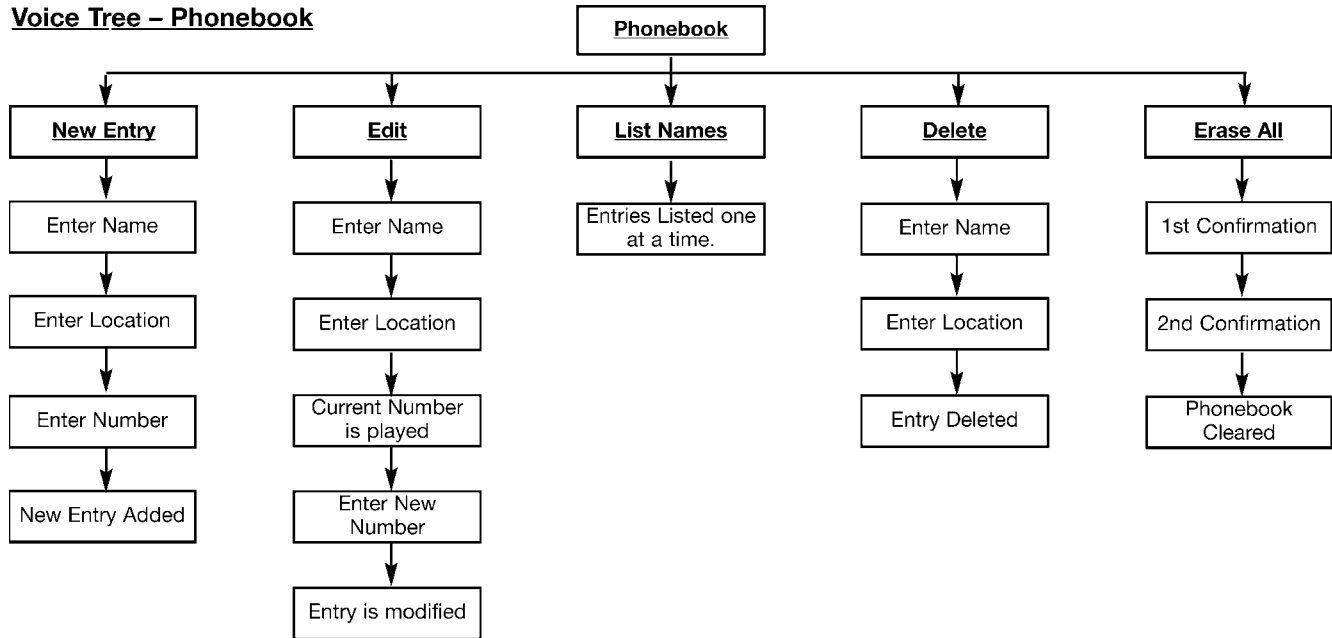 Voice Tree – Phonebook
Phonebook
New Entry
Enter Name
Enter Location
Enter Number
New Entry Added
Edit
Enter Name
Enter Location
Current Number
is played
Enter New
Number
Entry is modified
List Names
Entries Listed one
at a time.
Delete
Enter Name
Enter Location
Entry Deleted
Erase All
1st Confirmation
2nd Confirmation
Phonebook
Cleared